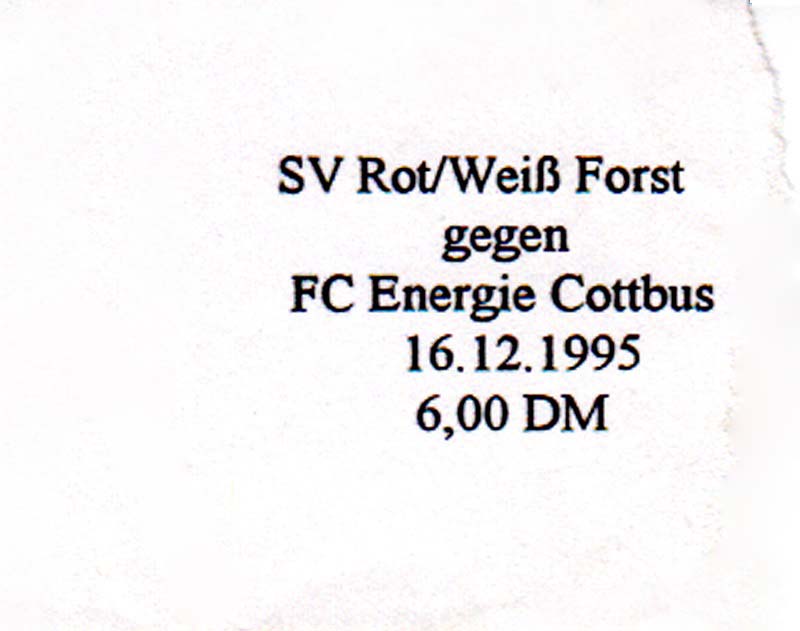 SV Rot/Weiß Forst
gegen
FC Energie Cottbus
16.12.1995
6,00 DM